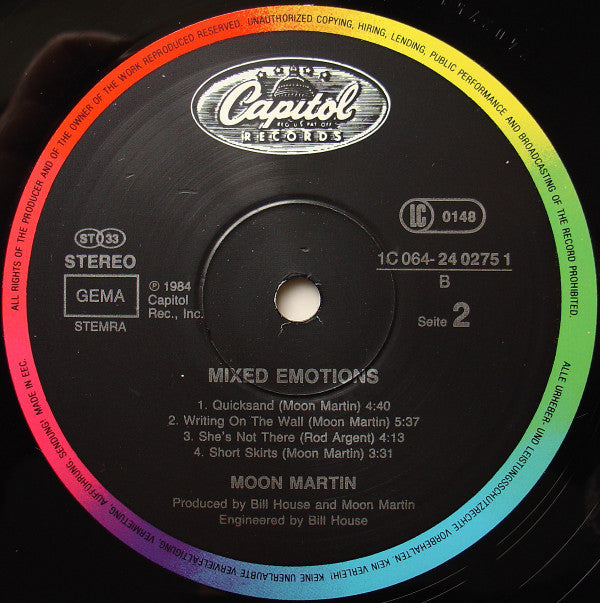 ALL RIGHTS OF THE PRODUCER AND OF THE OWNER OF THE WORK REPRODUCED RESERVED. UNAUTHORIZED COPYING, HIRING, LENDING, PUBLIC PERFORMANCE AND BROADCASTING OF THE RECORD PROHIBITED.
Capitol
REG. U.S. PAT. OFF.
RECORDS
LC 0148
ST 33
STEREO
GEMA
STEMRA
℗ 1984
Capitol
Rec., Inc.
1C 064-24 0275 1
B
Seite 2
MIXED EMOTIONS
1. Quicksand (Moon Martin) 4:40
2. Writing On The Wall (Moon Martin) 5:37
3. She's Not There (Rod Argent) 4:13
4. Short Skirts (Moon Martin) 3:31
MOON MARTIN
Produced by Bill House and Moon Martin
Engineered by Bill House
ALLE URHEBER- UND LEISTUNGSSCHUTZRECHTE VORBEHALTEN KEIN VERLEIH! KEINE UNERLAUBTE VERVIELFÄLTIGUNG, VERMIETUNG, AUFFÜHRUNG, SENDUNG! MADE IN EEC.